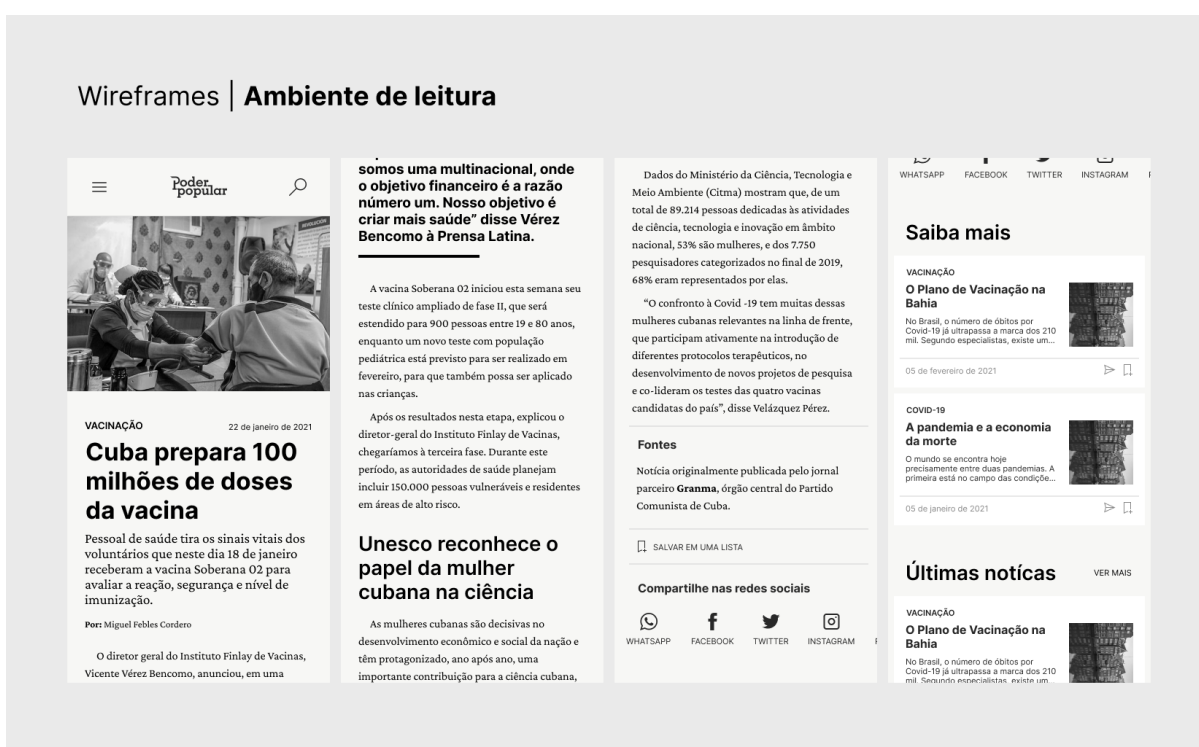 Wireframes | Ambiente de leitura
Poder
popular
VACINAÇÃO
22 de janeiro de 2021
Cuba prepara 100
milhões de doses
da vacina
Pessoal de saúde tira os sinais vitais dos
voluntários que neste dia 18 de janeiro
receberam a vacina Soberana 02 para
avaliar a reação, segurança e nível de
imunização.
Por: Miguel Febles Cordero
O diretor geral do Instituto Finlay de Vacinas,
Vicente Vérez Bencomo, anunciou, em uma
somos uma multinacional, onde
o objetivo financeiro é a razão
número um. Nosso objetivo é
criar mais saúde” disse Vérez
Bencomo à Prensa Latina.
A vacina Soberana 02 iniciou esta semana seu
teste clínico ampliado de fase II, que será
estendido para 900 pessoas entre 19 e 80 anos,
enquanto um novo teste com população
pediátrica está previsto para ser realizado em
fevereiro, para que também possa ser aplicado
nas crianças.
Após os resultados nesta etapa, explicou o
diretor-geral do Instituto Finlay de Vacinas,
chegaríamos à terceira fase. Durante este
período, as autoridades de saúde planejam
incluir 150.000 pessoas vulneráveis e residentes
em áreas de alto risco.
Unesco reconhece o
papel da mulher
cubana na ciência
As mulheres cubanas são decisivas no
desenvolvimento econômico e social da nação e
têm protagonizado, ano após ano, uma
importante contribuição para a ciência cubana,
Dados do Ministério da Ciência, Tecnologia e
Meio Ambiente (Citma) mostram que, de um
total de 89.214 pessoas dedicadas às atividades
de ciência, tecnologia e inovação em âmbito
nacional, 53% são mulheres, e dos 7.750
pesquisadores categorizados no final de 2019,
68% eram representados por elas.
“O confronto à Covid -19 tem muitas dessas
mulheres cubanas relevantes na linha de frente,
que participam ativamente na introdução de
diferentes protocolos terapêuticos, no
desenvolvimento de novos projetos de pesquisa
e co-lideram os testes das quatro vacinas
candidatas do país”, disse Velázquez Pérez.
Fontes
Notícia originalmente publicada pelo jornal
parceiro Granma, órgão central do Partido
Comunista de Cuba.
SALVAR EM UMA LISTA
Compartilhe nas redes sociais
WHATSAPP FACEBOOK TWITTER INSTAGRAM
WHATSAPP FACEBOOK TWITTER INSTAGRAM
Saiba mais
VACINAÇÃO
O Plano de Vacinação na
Bahia
No Brasil, o número de óbitos por
Covid-19 já ultrapassa a marca dos 210
mil. Segundo especialistas, existe um...
05 de fevereiro de 2021
COVID-19
A pandemia e a economia
da morte
O mundo se encontra hoje
precisamente entre duas pandemias. A
primeira está no campo das condiçõe...
05 de janeiro de 2021
Últimas notícas
VER MAIS
VACINAÇÃO
O Plano de Vacinação na
Bahia
No Brasil, o número de óbitos por
Covid-19 já ultrapassa a marca dos 210
mil. Segundo especialistas, existe um...